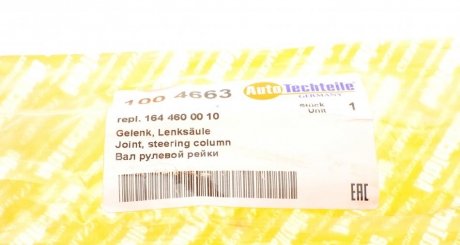 100 4663
AutoTechteile
GERMANY
repl. 164 460 00 10
Stück
Unit
1
Gelenk, Lenksäule
Joint, steering column
Вал рулевой рейки
EAC